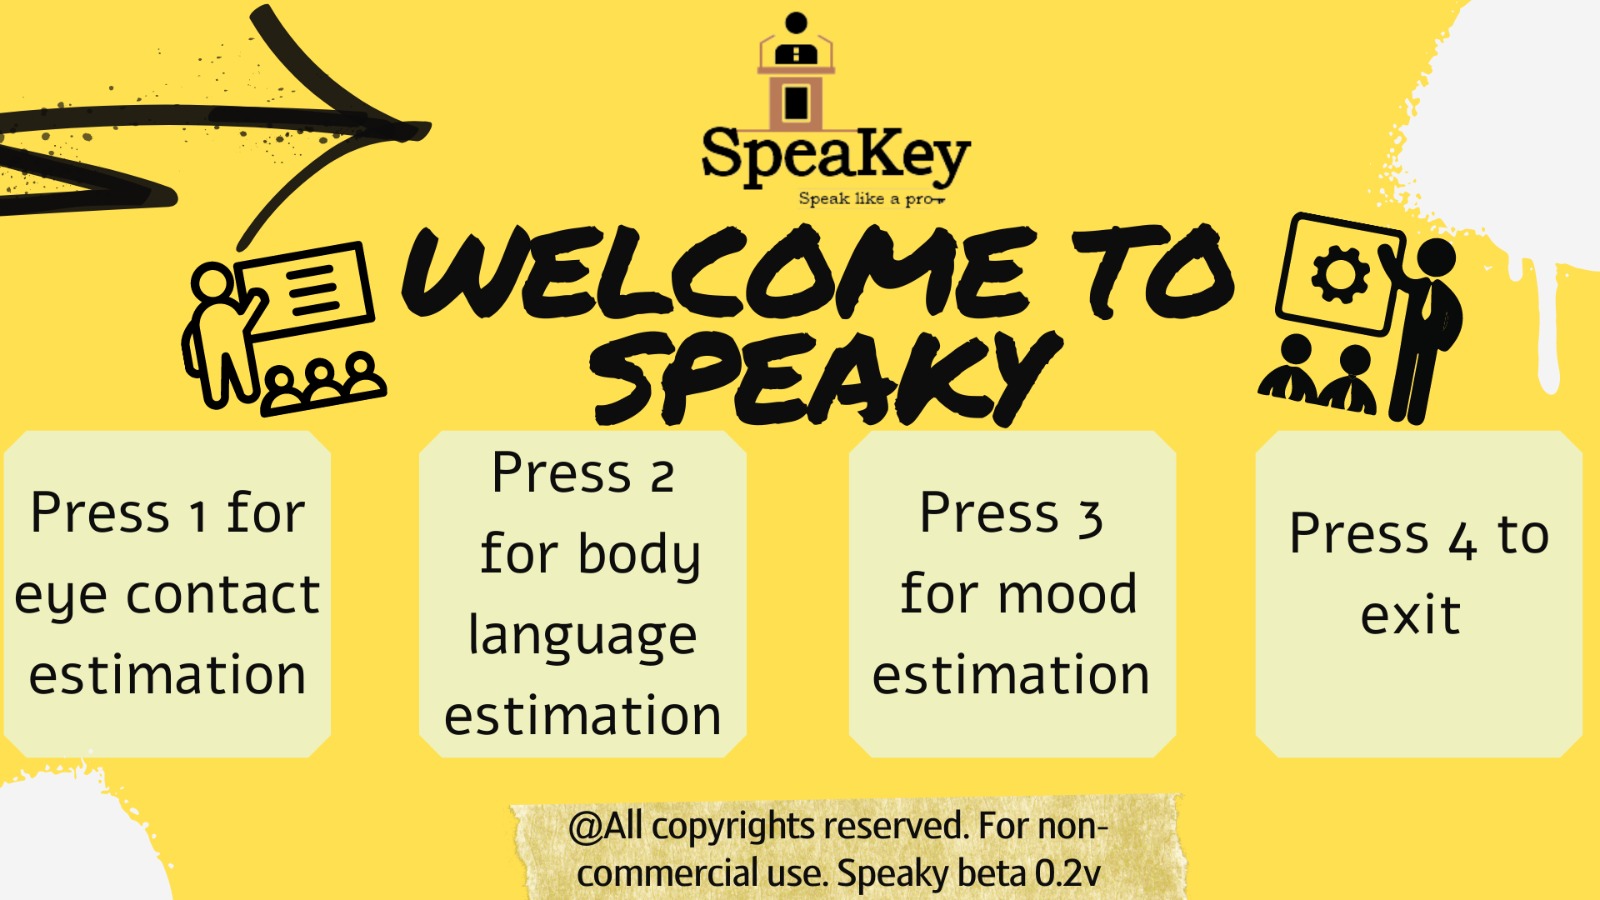 SpeaKey
Speak like a pro
WELCOME TO
SPEAKY
Press 1 for
eye contact
estimation
Press 2
for body
language
estimation
Press 3
for mood
estimation
Press 4 to
exit
@All copyrights reserved. For non-
commercial use. Speaky beta 0.2v